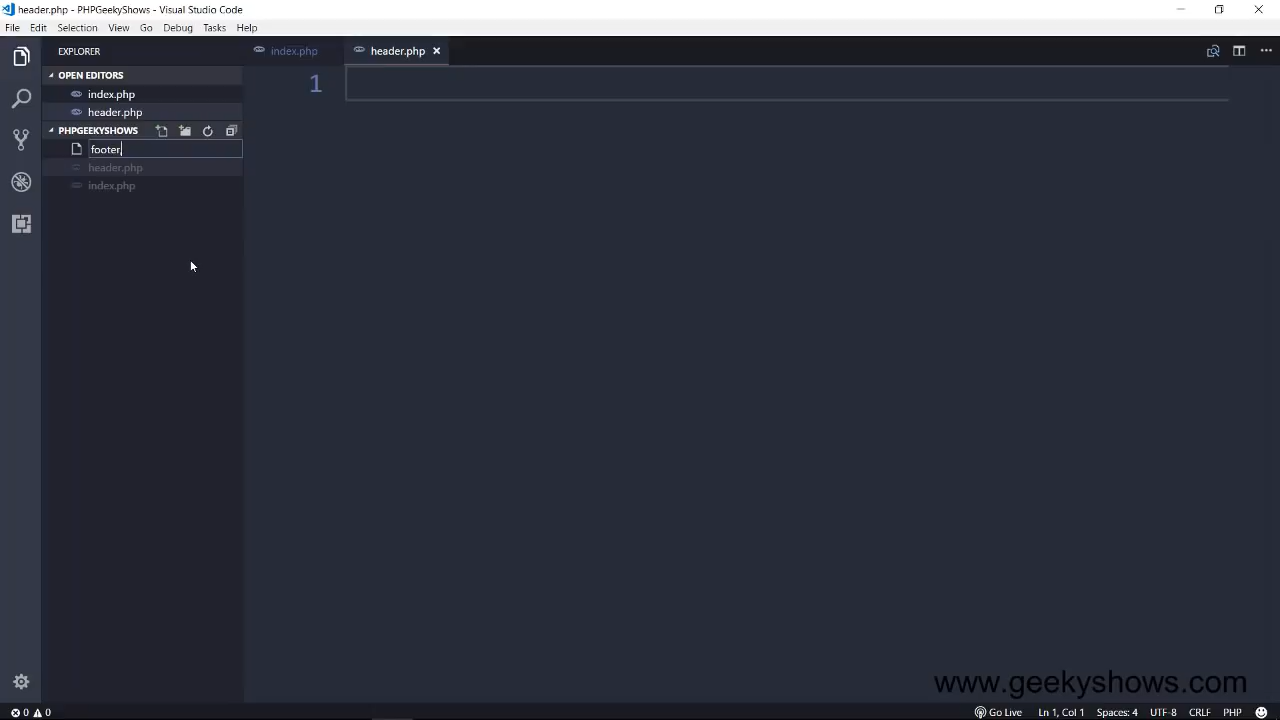 header.php - PHPGeekyShows - Visual Studio Code
File Edit Selection View Go Debug Tasks Help
EXPLORER
index.php
header.php
OPEN EDITORS
index.php
header.php
PHPGEEKYSHOWS
footer
header.php
index.php
1
www.geekyshows.com
0 0
Go Live
Ln 1, Col 1
Spaces: 4
UTF-8
CRLF
PHP